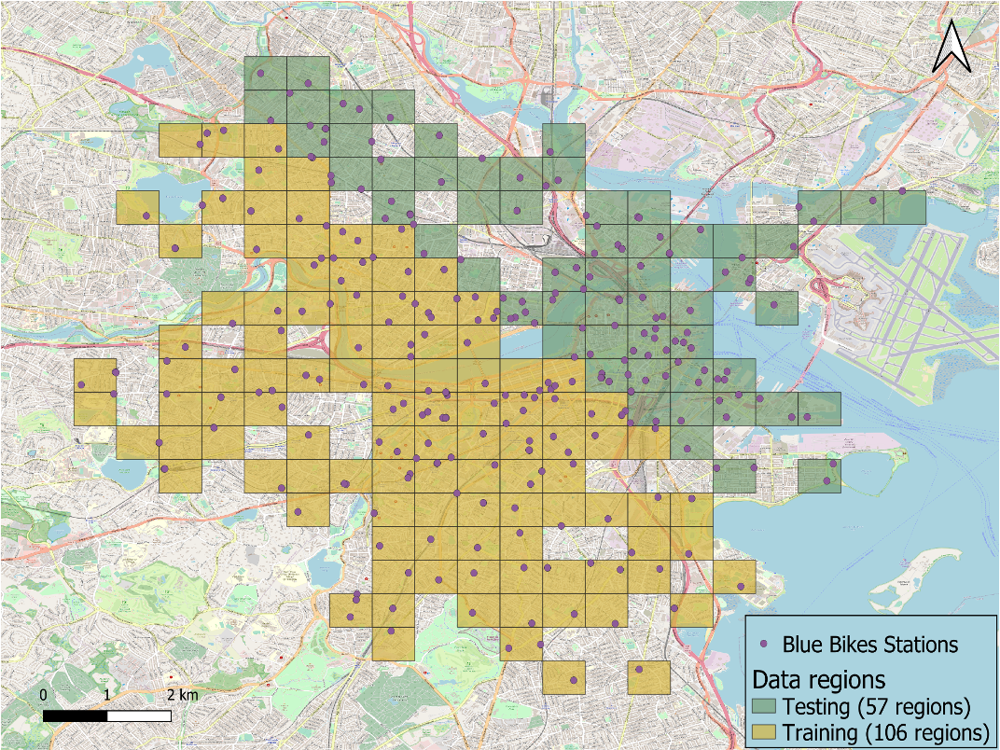 Blue Bikes Stations
Data regions
Testing (57 regions)
Training (106 regions)
0 1 2 km